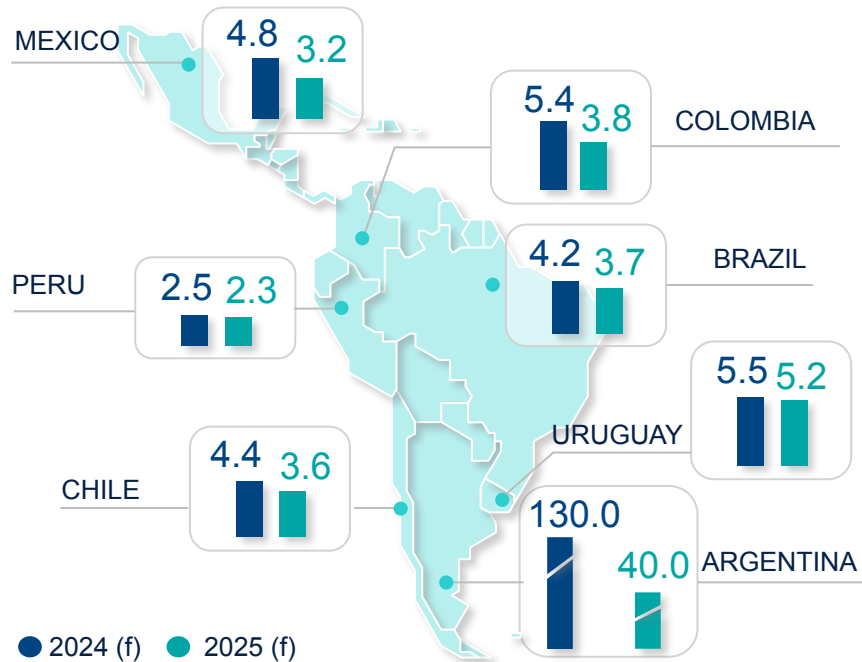 MEXICO
4.8
3.2
5.4
3.8
COLOMBIA
PERU
2.5
2.3
4.2
3.7
BRAZIL
5.5
5.2
URUGUAY
CHILE
4.4
3.6
130.0
40.0
ARGENTINA
2024 (f) 2025 (f)